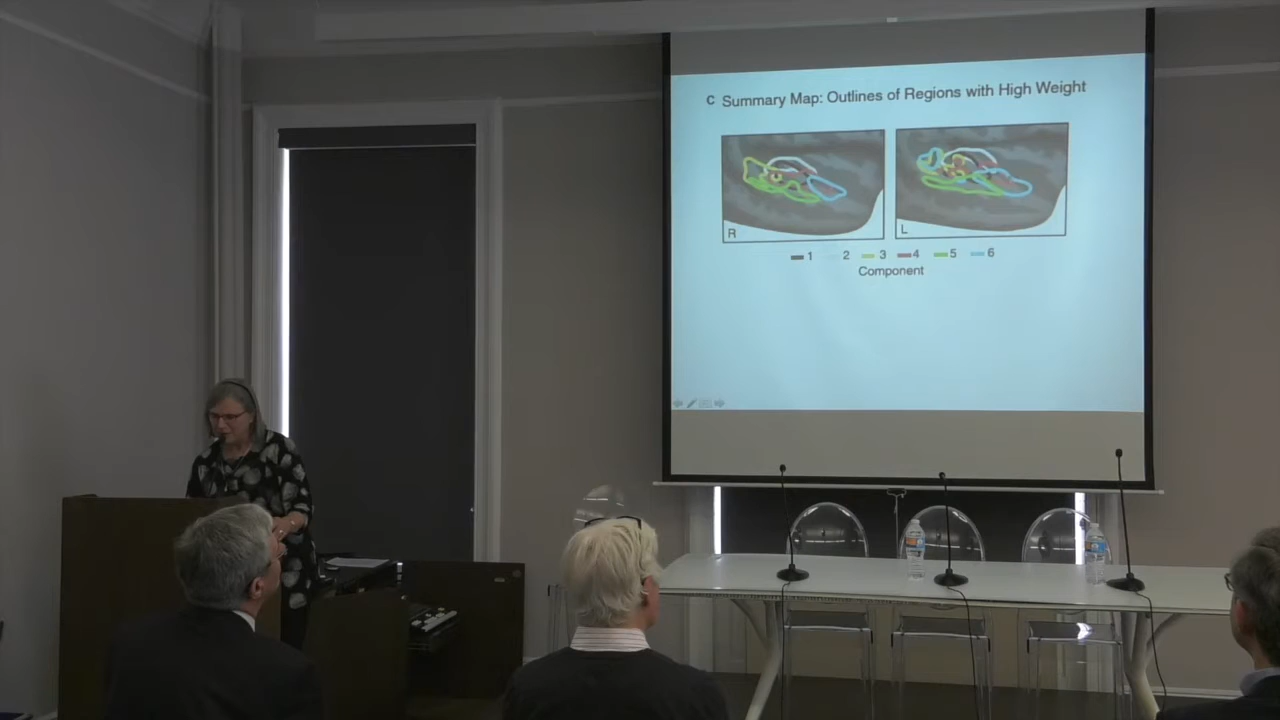 C Summary Map: Outlines of Regions with High Weight
R
L
1 2 3 4 5 6
Component